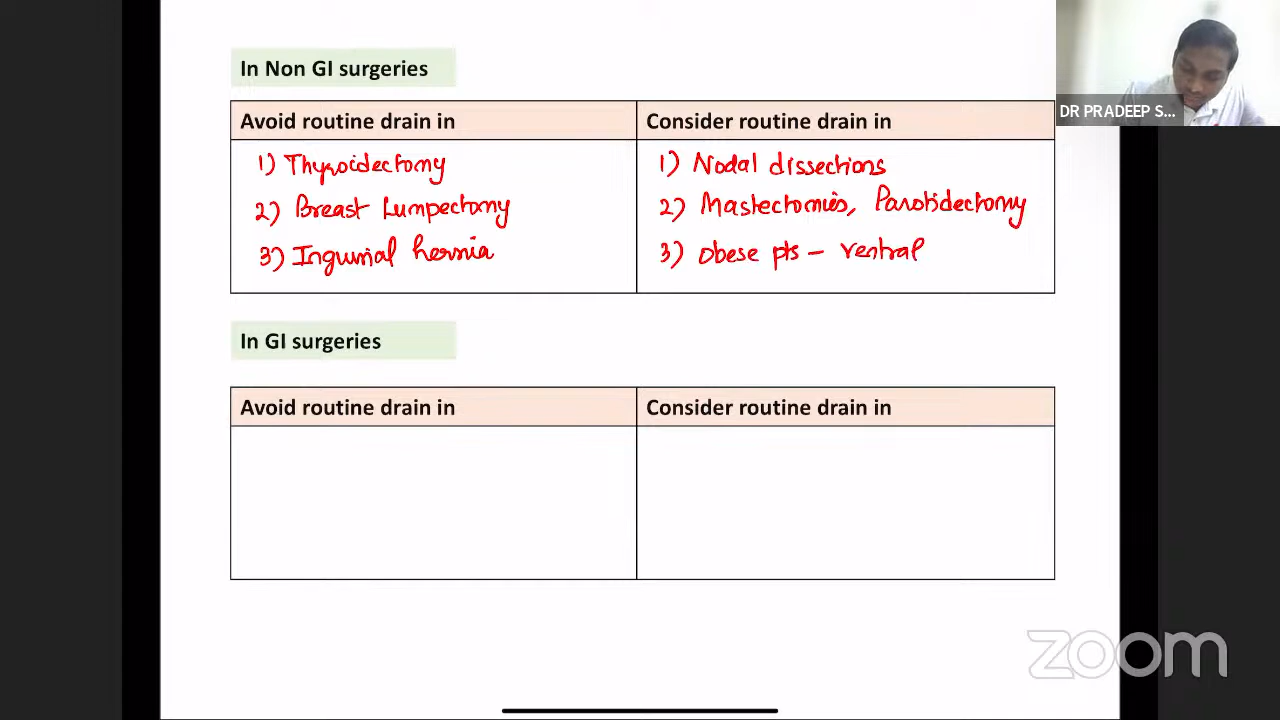 In Non GI surgeries
DR PRADEEP S...
Avoid routine drain in
Consider routine drain in
1) Thyroidectomy
2) Breast Lumpectomy
3) Inguinal hernia
1) Nodal dissections
2) Mastectomies, Parotidectomy
3) Obese pts - ventral
In GI surgeries
Avoid routine drain in
Consider routine drain in
zoom